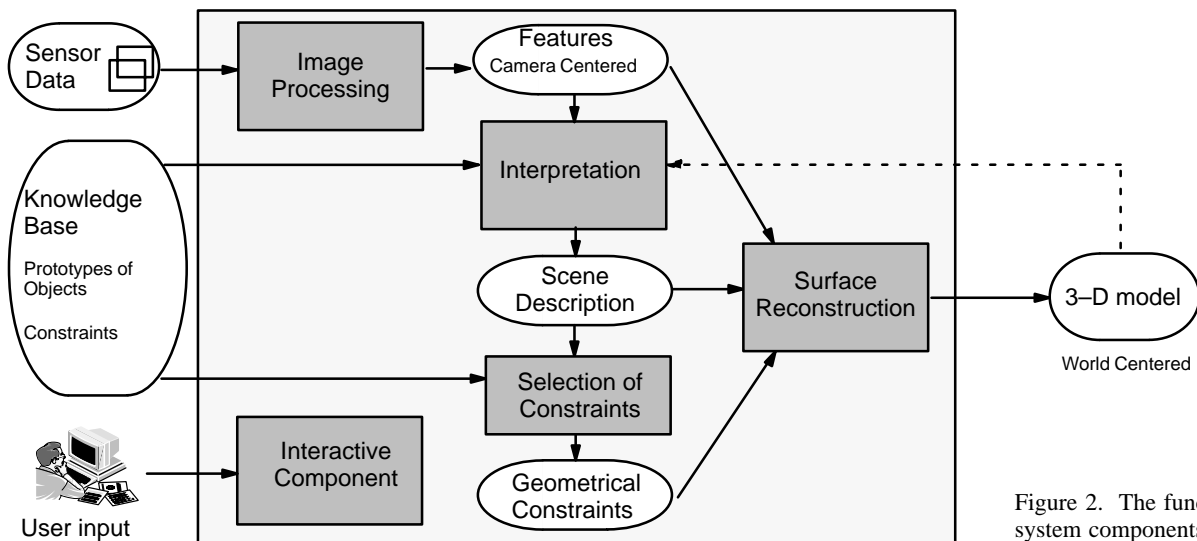 Sensor
Data
Image
Processing
Features
Camera Centered
Knowledge
Base
Prototypes of
Objects
Constraints
Interpretation
Scene
Description
Surface
Reconstruction
3–D model
World Centered
Selection of
Constraints
Interactive
Component
Geometrical
Constraints
User input
Figure 2. The
system components